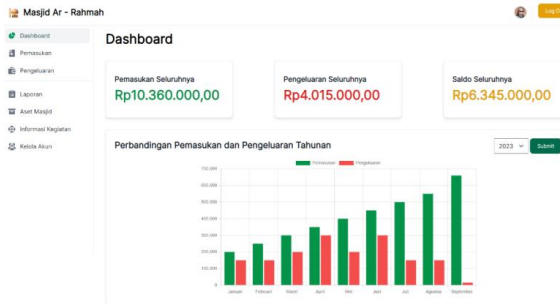 Masjid Ar - Rahmah
Log O
Dashboard
Pemasukan
Pengeluaran
Laporan
Aset Masjid
Informasi Kegiatan
Kelola Akun
Dashboard
Pemasukan Seluruhnya
Rp10.360.000,00
Pengeluaran Seluruhnya
Rp4.015.000,00
Saldo Seluruhnya
Rp6.345.000,00
Perbandingan Pemasukan dan Pengeluaran Tahunan
2023
Submit
Pemasukan Pengeluaran
700.000
600.000
500.000
400.000
300.000
200.000
100.000
0
Januari Februari Maret April Mei Juni Juli Agustus September